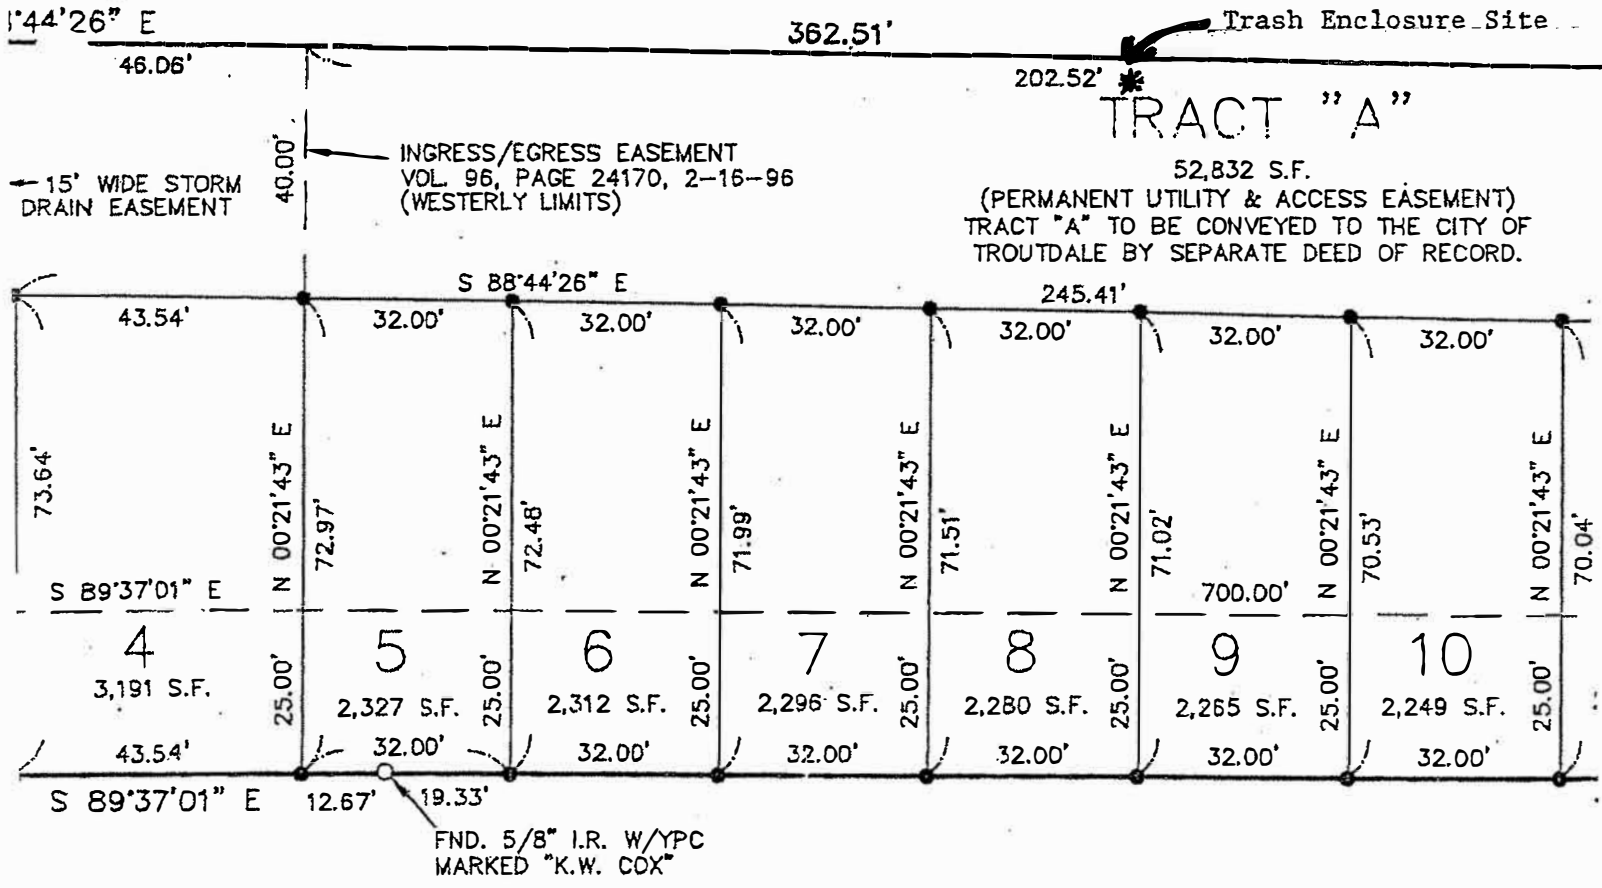 1°44'26" E
362.51'
Trash Enclosure Site
46.06'
202.52'
TRACT "A"
40.00'
INGRESS/EGRESS EASEMENT
VOL. 96, PAGE 24170, 2-16-96
(WESTERLY LIMITS)
15' WIDE STORM
DRAIN EASEMENT
52,832 S.F.
(PERMANENT UTILITY & ACCESS EASEMENT)
TRACT "A" TO BE CONVEYED TO THE CITY OF
TROUTDALE BY SEPARATE DEED OF RECORD.
S 88°44'26" E
245.41'
43.54'
32.00'
32.00'
32.00'
32.00'
32.00'
32.00'
73.64'
N 00°21'43" E
72.97'
N 00°21'43" E
72.48'
N 00°21'43" E
71.99'
N 00°21'43" E
71.51'
N 00°21'43" E
71.02'
N 00°21'43" E
70.53'
N 00°21'43" E
70.04'
S 89°37'01" E
700.00'
4
3,191 S.F.
25.00'
5
2,327 S.F.
25.00'
6
2,312 S.F.
25.00'
7
2,296 S.F.
25.00'
8
2,280 S.F.
25.00'
9
2,265 S.F.
25.00'
10
2,249 S.F.
25.00'
43.54'
32.00'
32.00'
32.00'
32.00'
32.00'
32.00'
S 89°37'01" E
12.67'
19.33'
FND. 5/8" I.R. W/YPC
MARKED "K.W. COX"